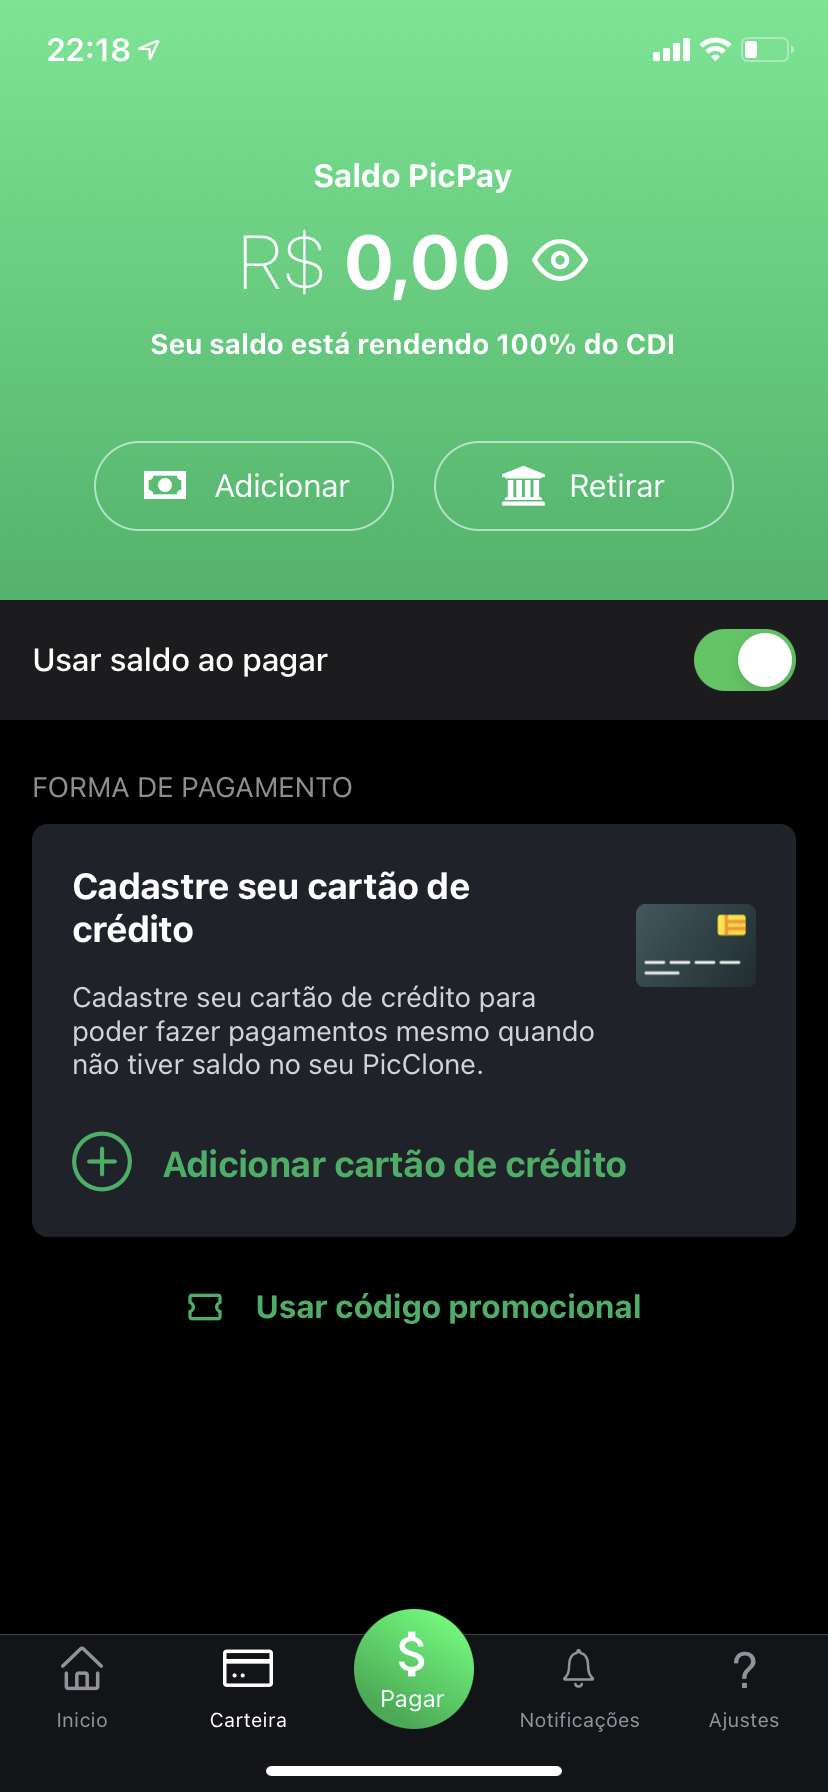 22:18
Saldo PicPay
R$ 0,00
Seu saldo está rendendo 100% do CDI
Adicionar
Retirar
Usar saldo ao pagar
FORMA DE PAGAMENTO
Cadastre seu cartão de
crédito
Cadastre seu cartão de crédito para
poder fazer pagamentos mesmo quando
não tiver saldo no seu PicClone.
Adicionar cartão de crédito
Usar código promocional
Inicio
Carteira
$
Pagar
Notificações
?
Ajustes